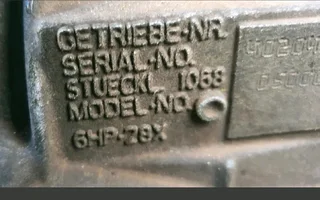 GETRIEBE-NR.
SERIAL-NO.
STUECKL. 1068
MODEL-NO.
6HP-28X